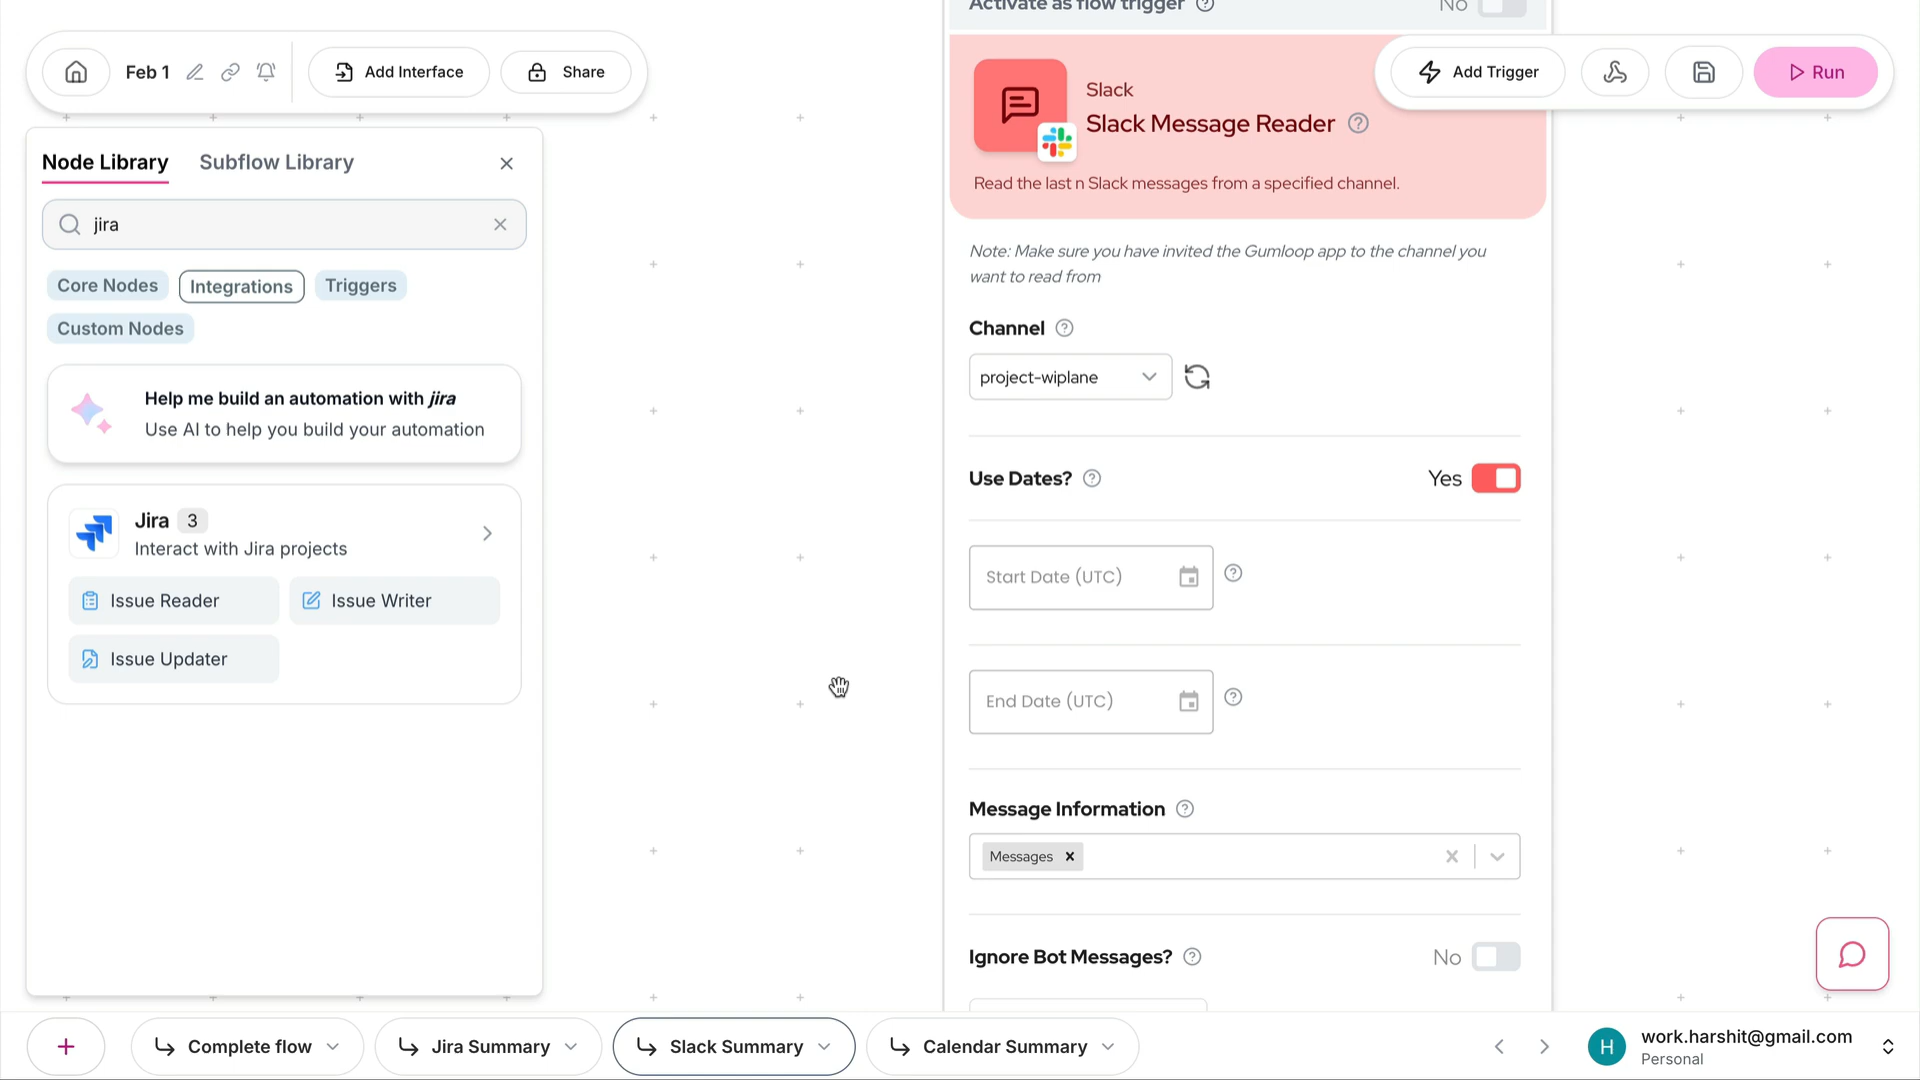 Activate as flow trigger
No
Feb 1
Add Interface
Share
Add Trigger
Run
Node Library
Subflow Library
jira
Core Nodes
Integrations
Triggers
Custom Nodes
Help me build an automation with jira
Use AI to help you build your automation
Jira 3
Interact with Jira projects
Issue Reader
Issue Writer
Issue Updater
Slack
Slack Message Reader
Read the last n Slack messages from a specified channel.
Note: Make sure you have invited the Gumloop app to the channel you
want to read from
Channel
project-wiplane
Use Dates?
Yes
Start Date (UTC)
End Date (UTC)
Message Information
Messages
Ignore Bot Messages?
No
Complete flow
Jira Summary
Slack Summary
Calendar Summary
H
work.harshit@gmail.com
Personal